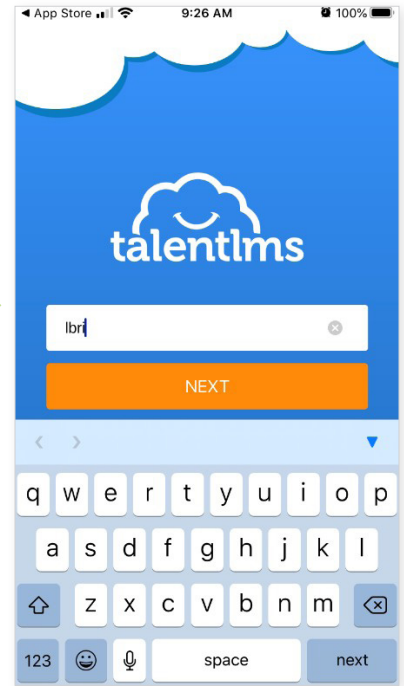 App Store 9:26 AM 100%
talentlms
lbri
NEXT
q w e r t y u i o p
a s d f g h j k l
z x c v b n m
123 space next